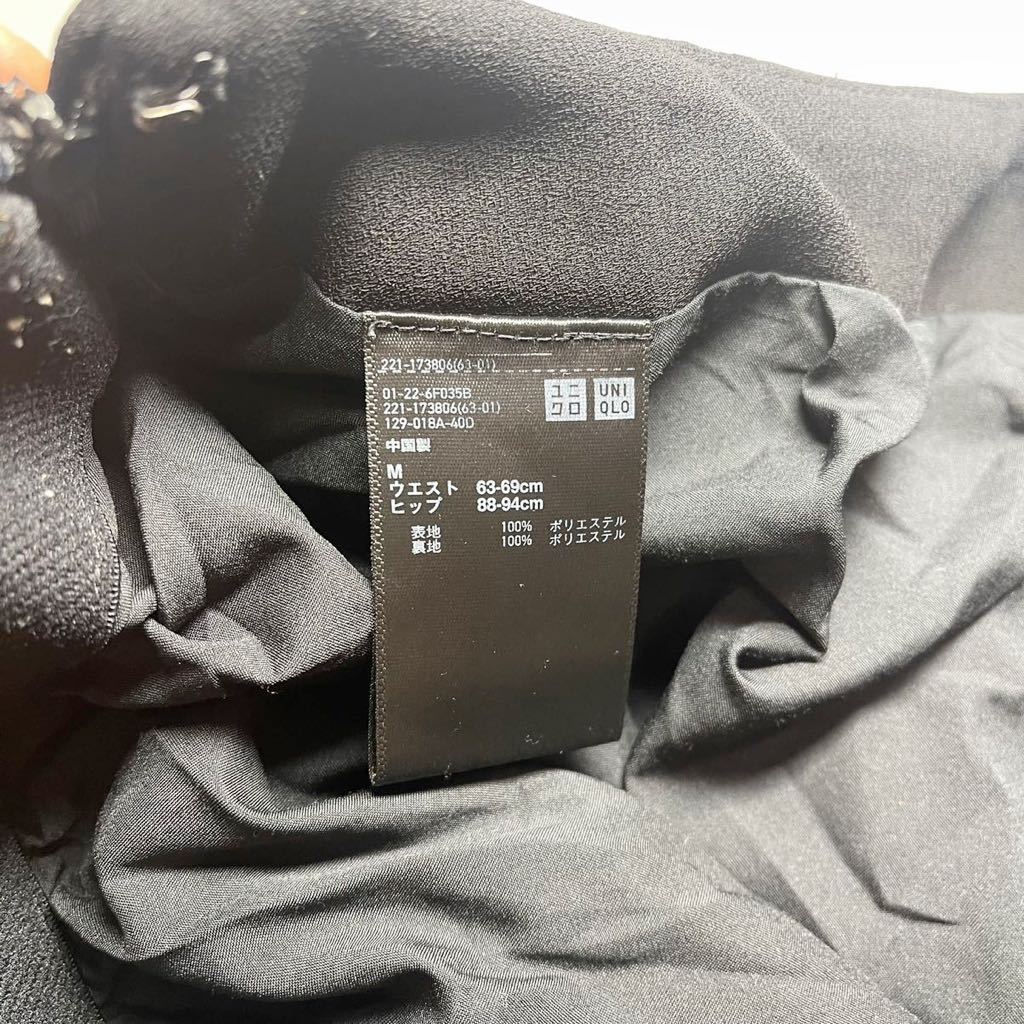 221-173806(63-01)
01-22-6F035B
221-173806(63-01)
129-018A-40D
ユニ
クロ
UNI
QLO
中国製
M
ウエスト 63-69cm
ヒップ 88-94cm
表地 100% ポリエステル
裏地 100% ポリエステル